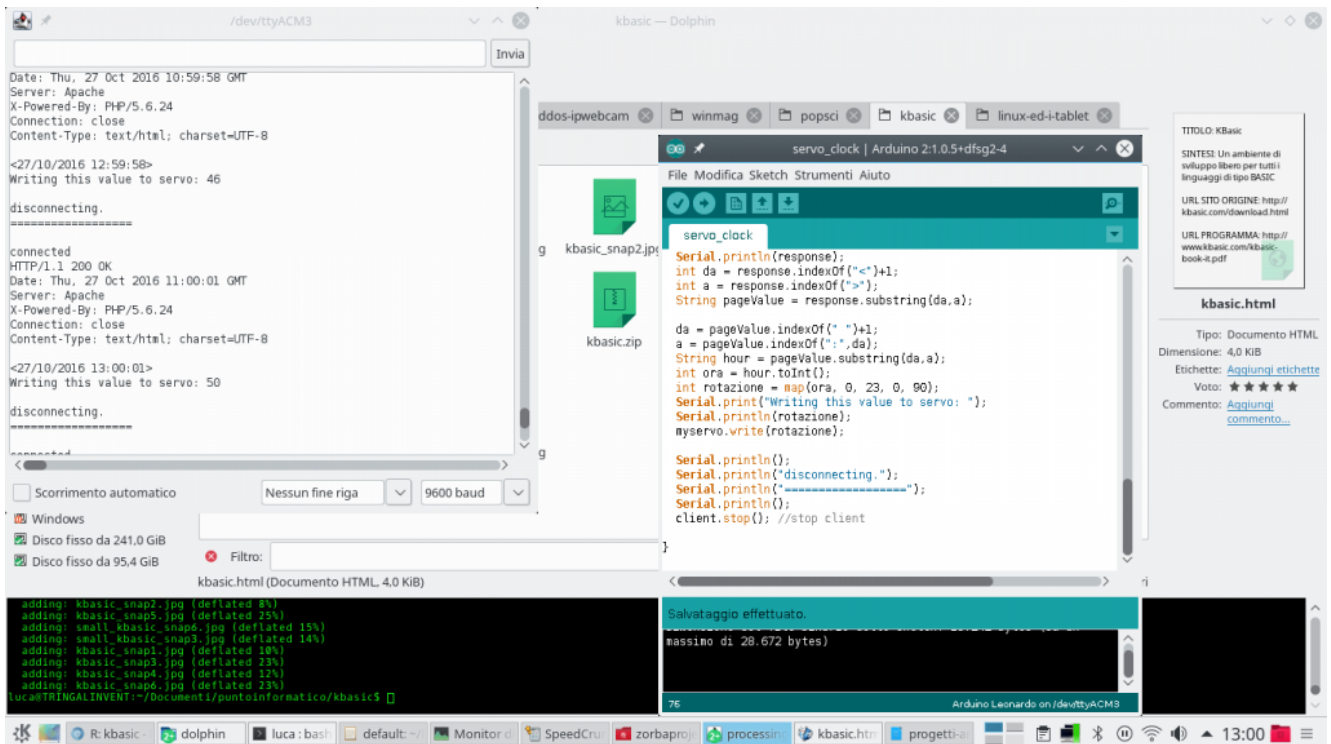 /dev/ttyACM3
Invia
Date: Thu, 27 Oct 2016 10:59:58 GMT
Server: Apache
X-Powered-By: PHP/5.6.24
Connection: close
Content-Type: text/html; charset=UTF-8
<27/10/2016 12:59:58>
Writing this value to servo: 46
disconnecting.
==================
connected
HTTP/1.1 200 OK
Date: Thu, 27 Oct 2016 11:00:01 GMT
Server: Apache
X-Powered-By: PHP/5.6.24
Connection: close
Content-Type: text/html; charset=UTF-8
<27/10/2016 13:00:01>
Writing this value to servo: 50
disconnecting.
==================
connected
Scorrimento automatico
Nessun fine riga
9600 baud
kbasic — Dolphin
ddos-ipwebcam
winmag
popsci
kbasic
linux-ed-i-tablet
kbasic_snap2.jpg
kbasic.zip
g
g
servo_clock | Arduino 2:1.0.5+dfsg2-4
File Modifica Sketch Strumenti Aiuto
servo_clock
Serial.println(response);
int da = response.indexOf("<")+1;
int a = response.indexOf(">");
String pageValue = response.substring(da,a);
da = pageValue.indexOf(" ")+1;
a = pageValue.indexOf(":",da);
String hour = pageValue.substring(da,a);
int ora = hour.toInt();
int rotazione = map(ora, 0, 23, 0, 90);
Serial.print("Writing this value to servo: ");
Serial.println(rotazione);
myservo.write(rotazione);
Serial.println();
Serial.println("disconnecting.");
Serial.println("==================");
Serial.println();
client.stop(); //stop client
}
Salvataggio effettuato.
massimo di 28.672 bytes)
76
Arduino Leonardo on /dev/ttyACM3
TITOLO: KBasic
SINTESI: Un ambiente di
sviluppo libero per tutti i
linguaggi di tipo BASIC
URL SITO ORIGINE: http://
kbasic.com/download.html
URL PROGRAMMA: http://
www.kbasic.com/kbasic-
book-it.pdf
kbasic.html
Tipo: Documento HTML
Dimensione: 4,0 KiB
Etichette: Aggiungi etichette
Voto: ★ ★ ★ ★ ★
Commento: Aggiungi
commento...
Windows
Disco fisso da 241,0 GiB
Disco fisso da 95,4 GiB
Filtro:
kbasic.html (Documento HTML, 4,0 KiB)
ri
adding: kbasic_snap2.jpg (deflated 8%)
adding: kbasic_snap5.jpg (deflated 25%)
adding: small_kbasic_snap6.jpg (deflated 15%)
adding: small_kbasic_snap3.jpg (deflated 14%)
adding: kbasic_snap1.jpg (deflated 10%)
adding: kbasic_snap3.jpg (deflated 23%)
adding: kbasic_snap4.jpg (deflated 12%)
adding: kbasic_snap6.jpg (deflated 23%)
luca@TRINGALINVENT:~/Documenti/puntoinformatico/kbasic$
R: kbasic -
dolphin
luca : bash
default: ~/
Monitor d
SpeedCrun
zorbaproj
processing
kbasic.htm
progetti-a
13:00